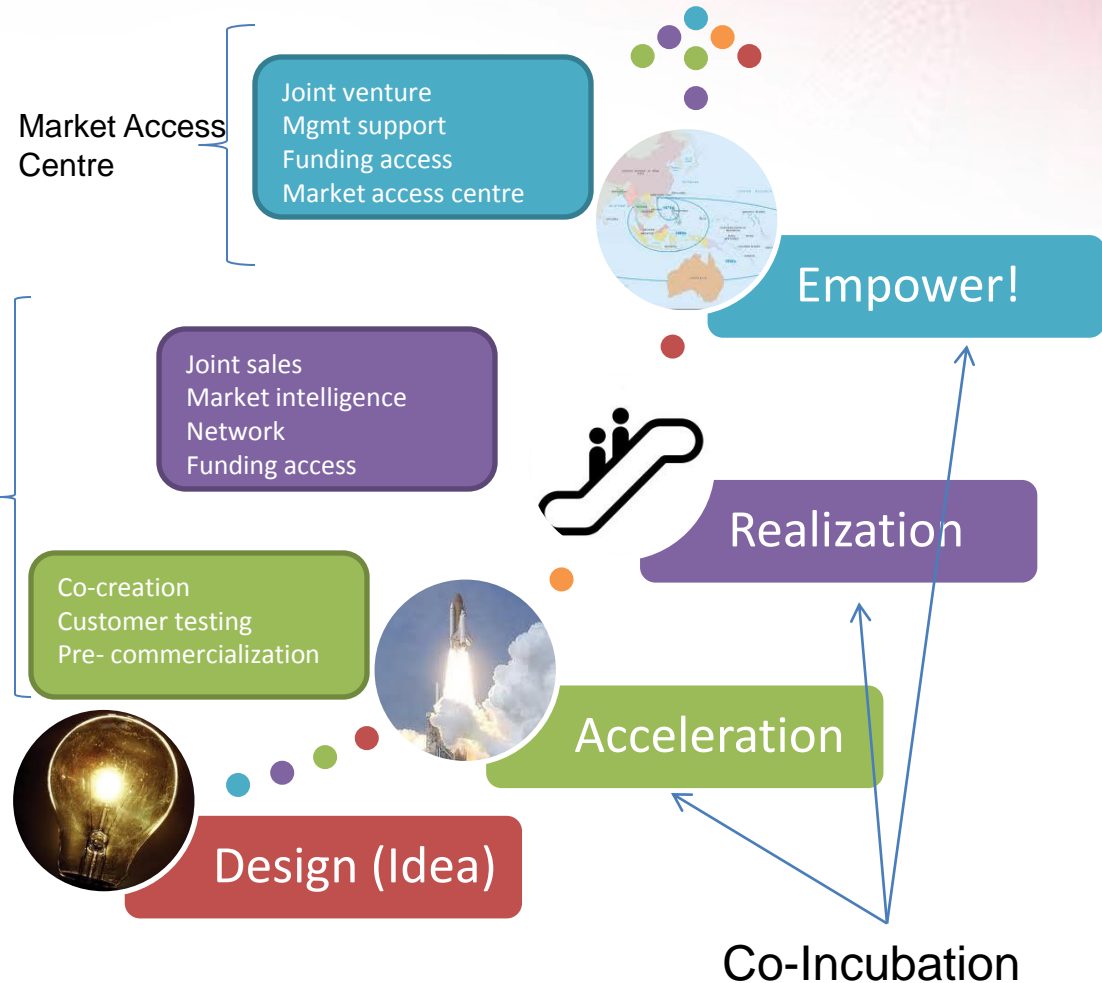 Market Access
Centre
Joint venture
Mgmt support
Funding access
Market access centre
Empower!
Joint sales
Market intelligence
Network
Funding access
Realization
Co-creation
Customer testing
Pre- commercialization
Acceleration
Design (Idea)
Co-Incubation